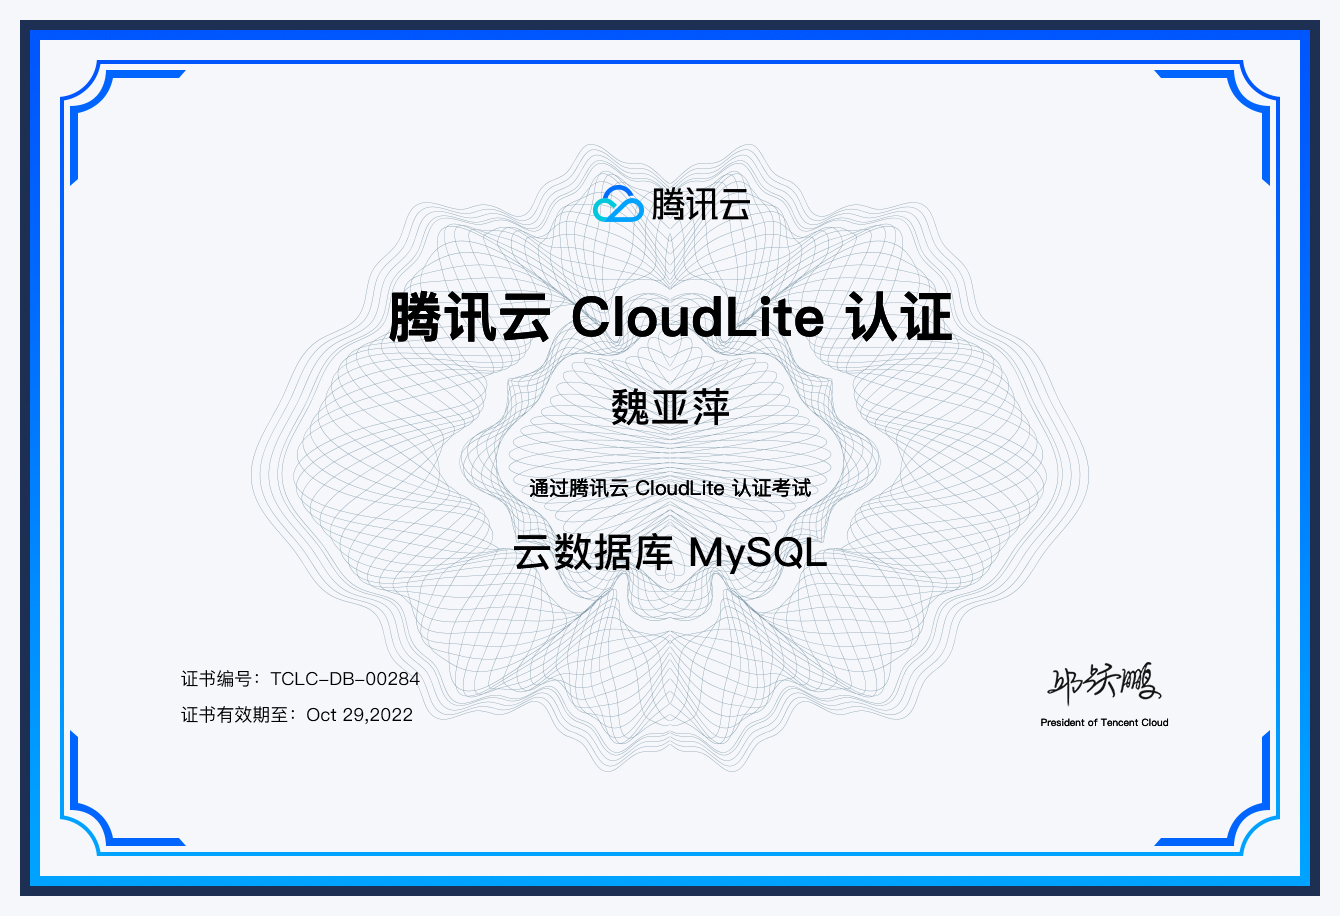 腾讯云
腾讯云 CloudLite 认证
魏亚萍
通过腾讯云 CloudLite 认证考试
云数据库 MySQL
证书编号：TCLC-DB-00284
证书有效期至：Oct 29,2022
President of Tencent Cloud